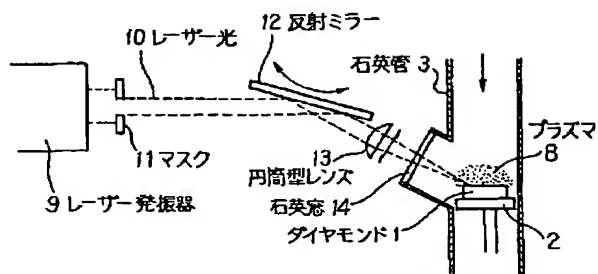 12 反射ミラー
10 レーザー光
石英管 3
プラズマ
8
11 マスク
13
円筒型レンズ
石英窓 14
9 レーザー発振器
ダイヤモンド 1
2